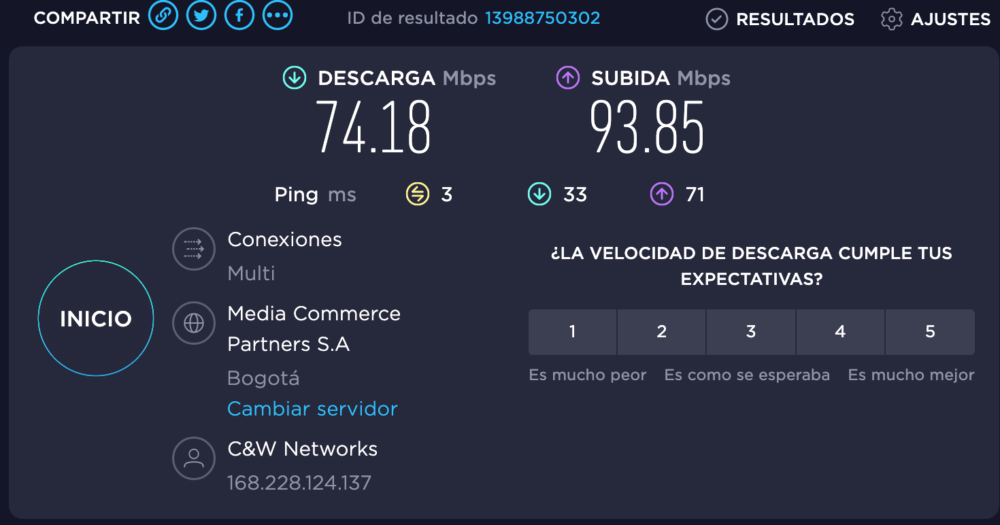 COMPARTIR ID de resultado 13988750302 RESULTADOS AJUSTES
DESCARGA Mbps SUBIDA Mbps
74.18 93.85
Ping ms 3 33 71
Conexiones
Multi
Media Commerce
Partners S.A
Bogotá
Cambiar servidor
C&W Networks
168.228.124.137
INICIO
¿LA VELOCIDAD DE DESCARGA CUMPLE TUS
EXPECTATIVAS?
1 2 3 4 5
Es mucho peor Es como se esperaba Es mucho mejor